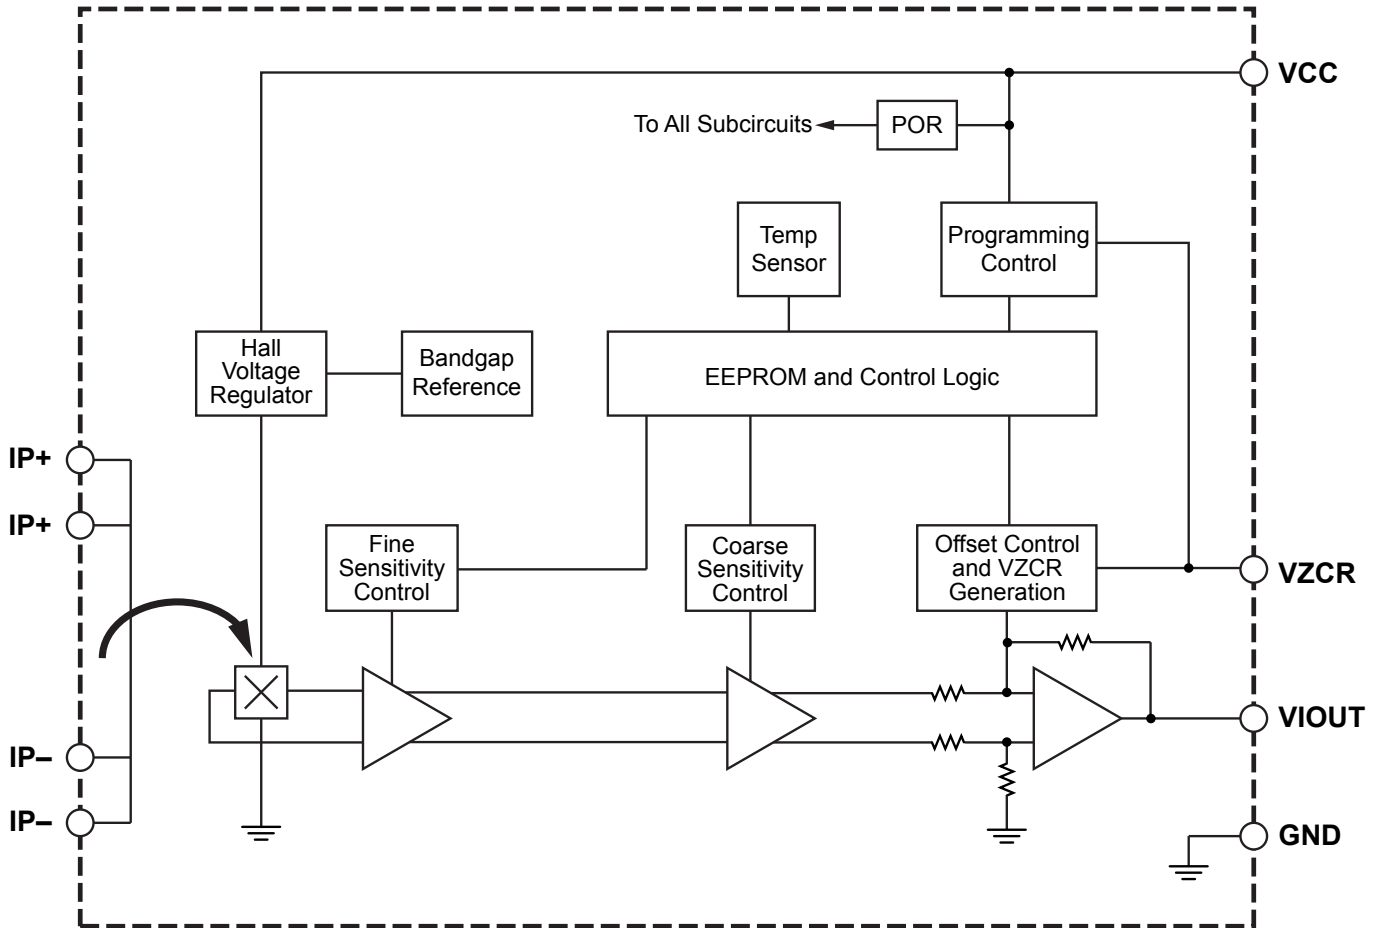 VCC
To All Subcircuits
POR
Temp
Sensor
Programming
Control
Hall
Voltage
Regulator
Bandgap
Reference
EEPROM and Control Logic
IP+
IP+
Fine
Sensitivity
Control
Coarse
Sensitivity
Control
Offset Control
and VZCR
Generation
VZCR
VIOUT
IP–
IP–
GND